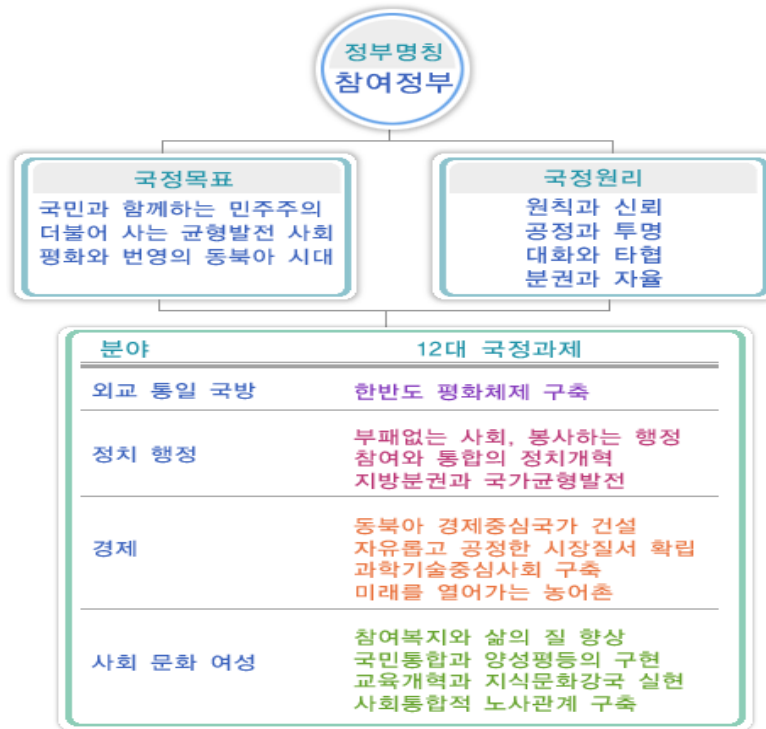 정부명칭
참여정부
국정목표
국민과 함께하는 민주주의
더불어 사는 균형발전 사회
평화와 번영의 동북아 시대
국정원리
원칙과 신뢰
공정과 투명
대화와 타협
분권과 자율
분야 12대 국정과제
외교 통일 국방 한반도 평화체제 구축
정치 행정
부패없는 사회, 봉사하는 행정
참여와 통합의 정치개혁
지방분권과 국가균형발전
경제
동북아 경제중심국가 건설
자유롭고 공정한 시장질서 확립
과학기술중심사회 구축
미래를 열어가는 농어촌
사회 문화 여성
참여복지와 삶의 질 향상
국민통합과 양성평등의 구현
교육개혁과 지식문화강국 실현
사회통합적 노사관계 구축